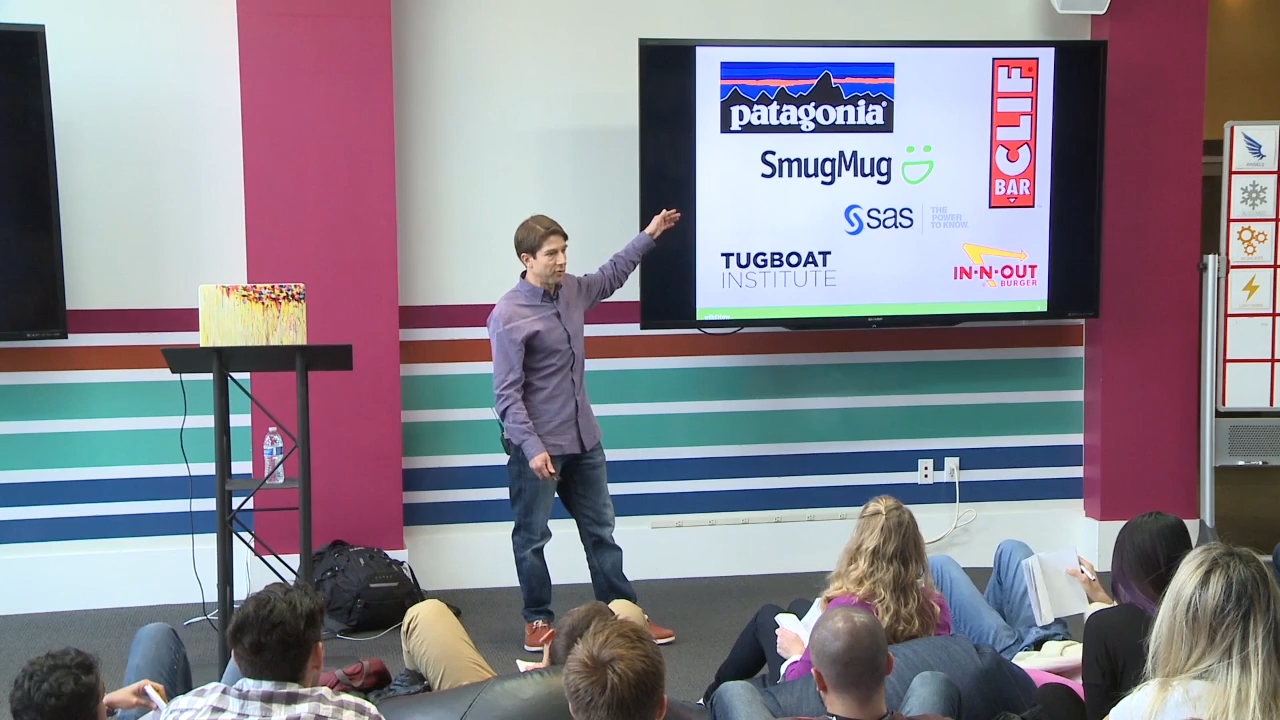 patagonia
CLIF
BAR
SmugMug
sas
THE
POWER
TO KNOW
TUGBOAT
INSTITUTE
IN-N-OUT
BURGER